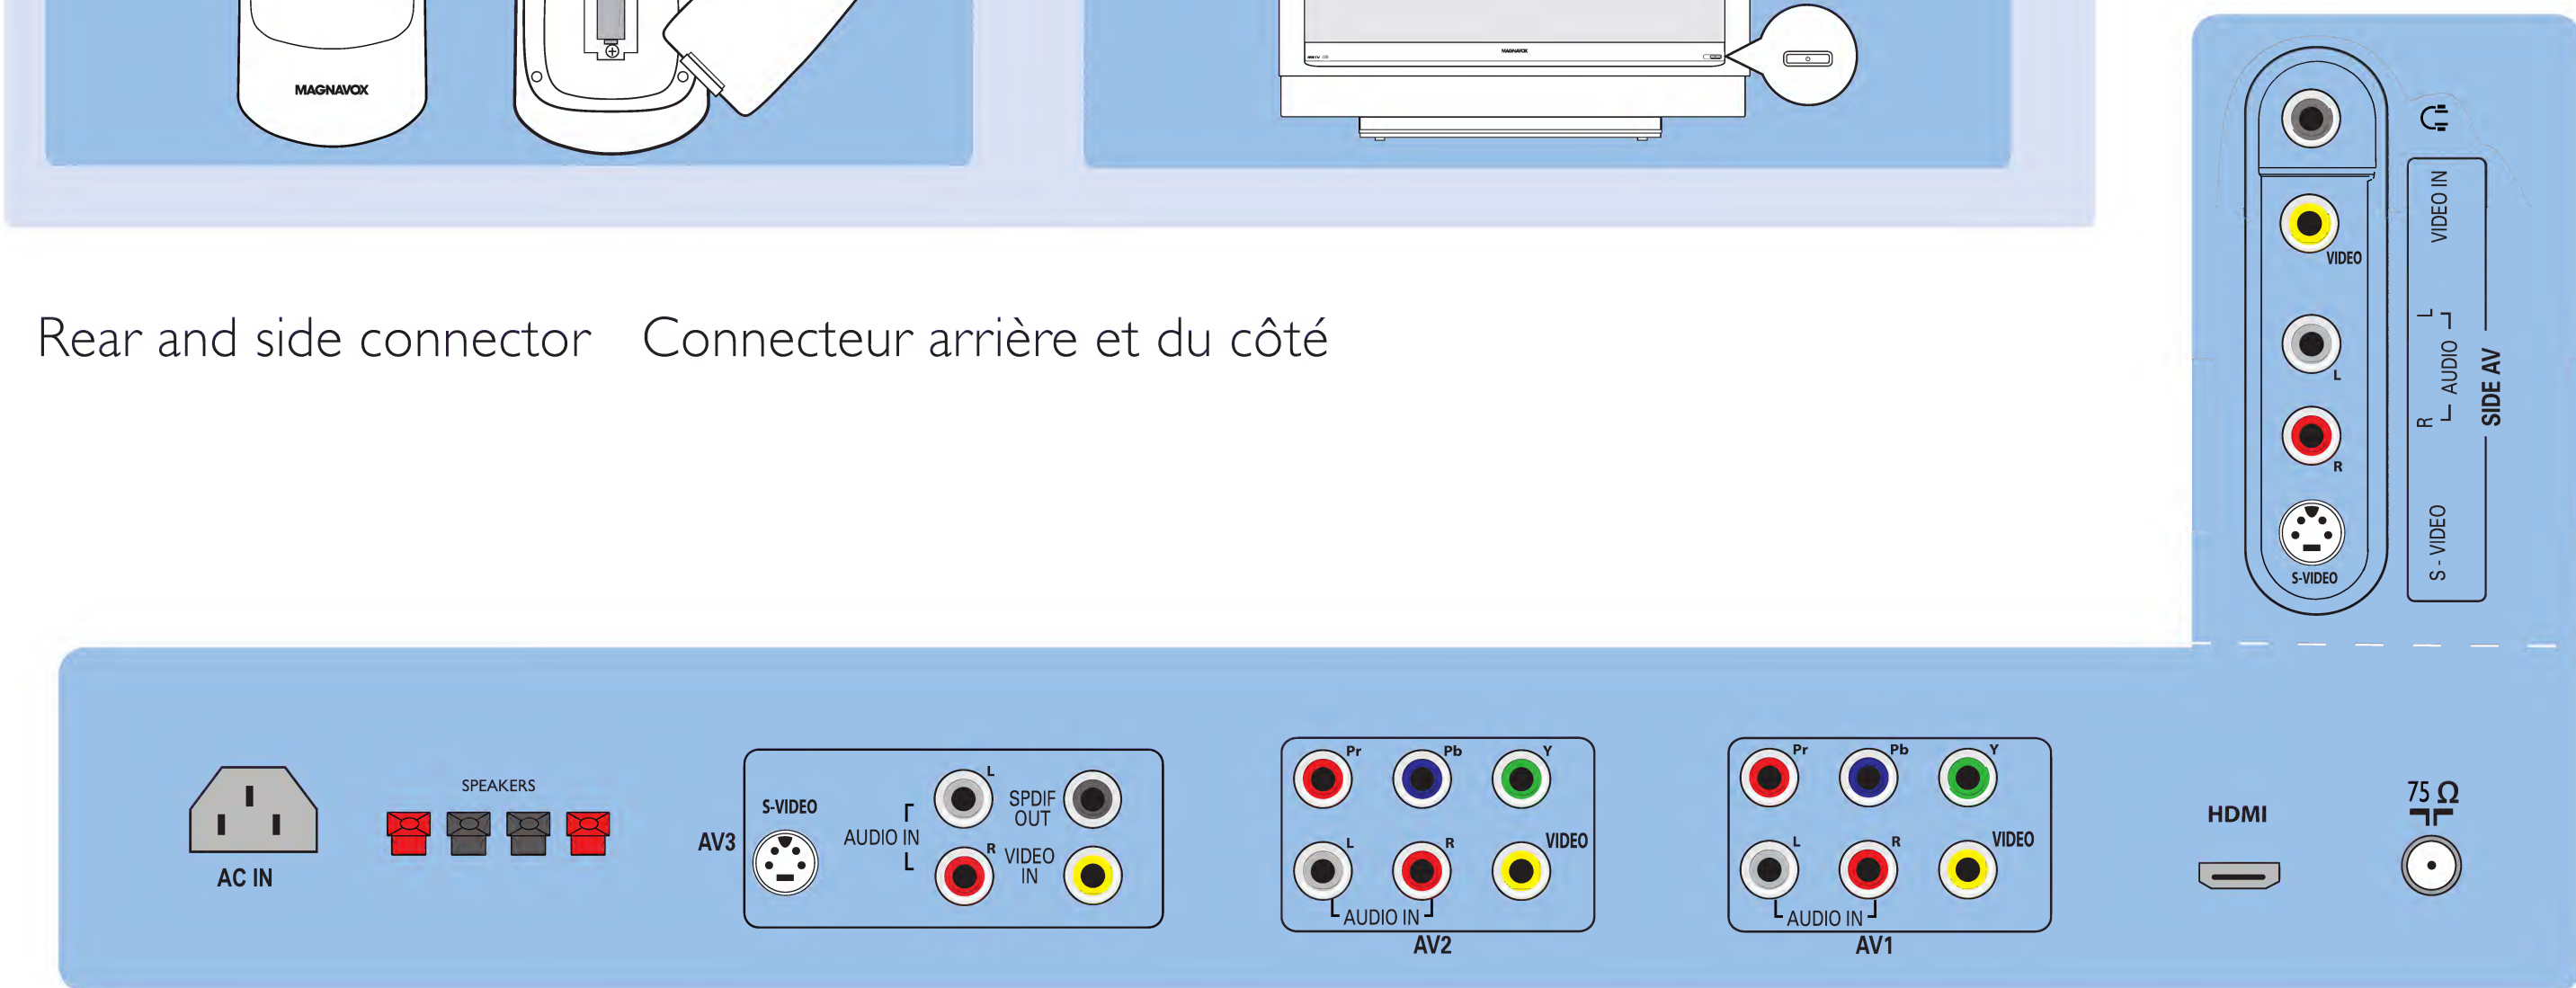 MAGNAVOX
MAGNAVOX
Rear and side connector Connecteur arrière et du côté
VIDEO
L
R
S-VIDEO
VIDEO IN
L
AUDIO
R
S - VIDEO
SIDE AV
AC IN
SPEAKERS
AV3
S-VIDEO
AUDIO IN
L
R
SPDIF
OUT
VIDEO
IN
Pr
Pb
Y
L
R
VIDEO
AUDIO IN
AV2
Pr
Pb
Y
L
R
VIDEO
AUDIO IN
AV1
HDMI
75 Ω